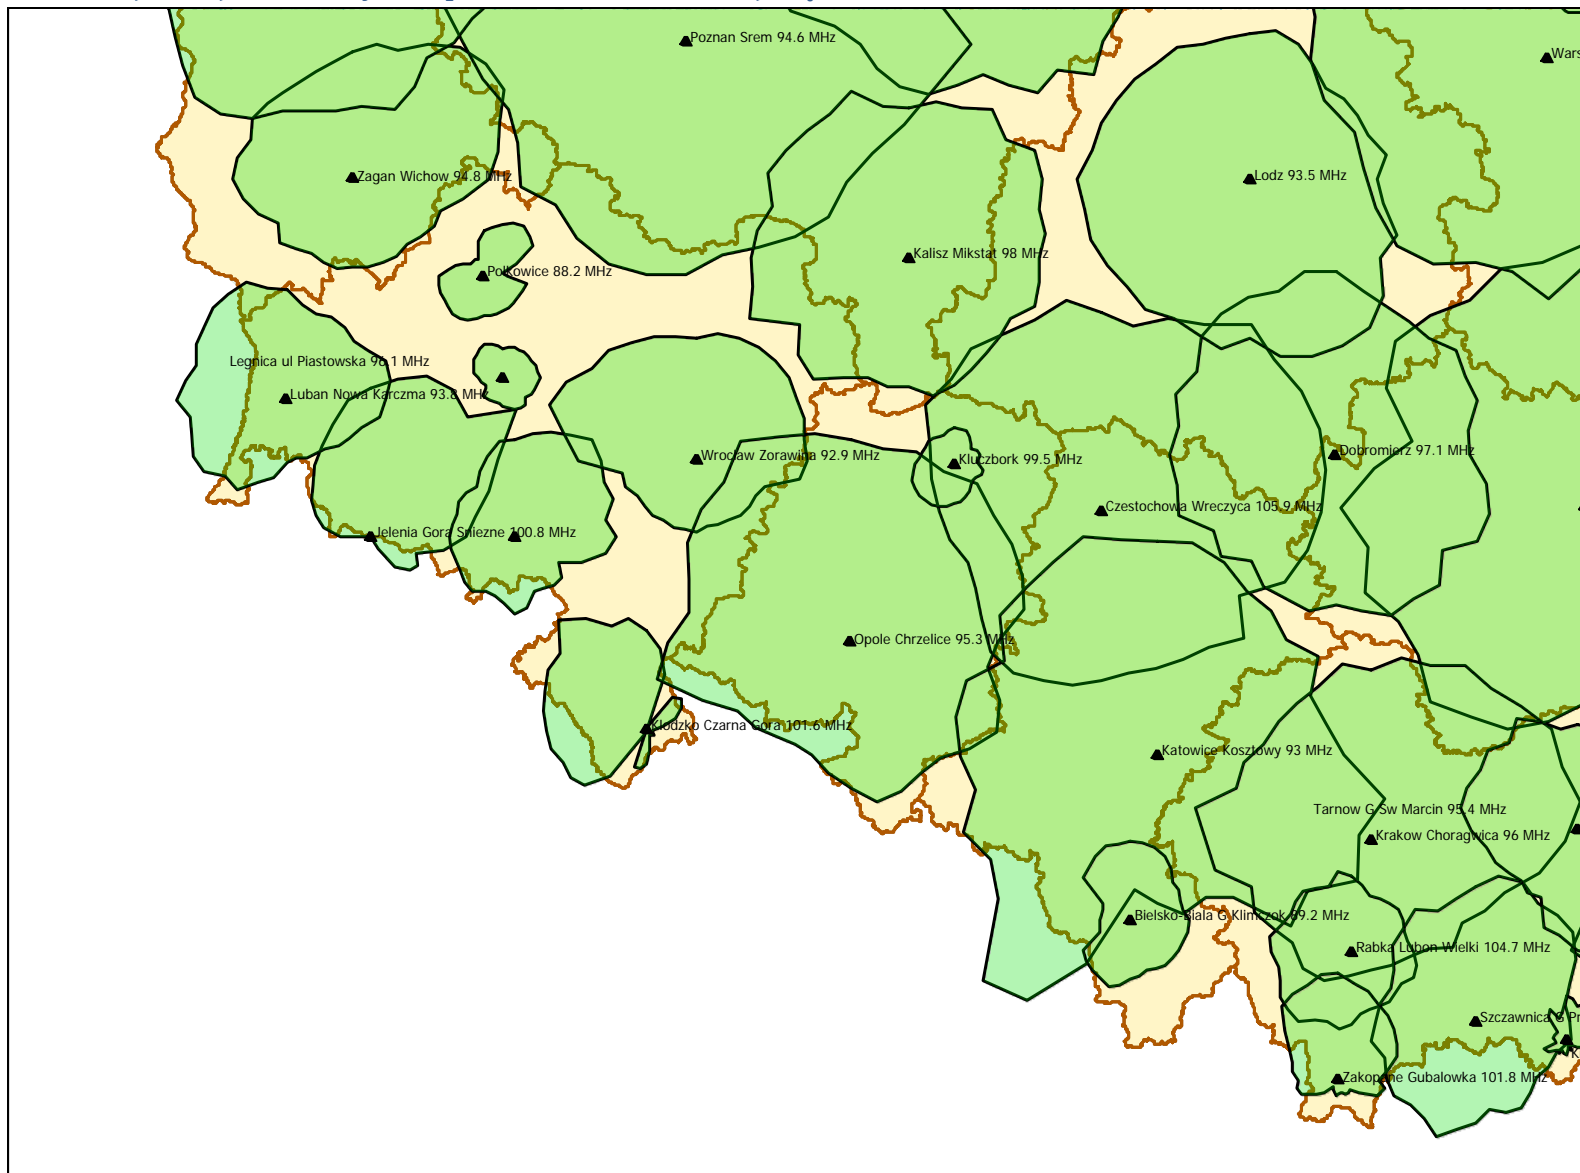 Poznan Srem 94.6 MHz
Zagan Wichow 94.8 MHz
Lodz 93.5 MHz
Kalisz Mikstat 98 MHz
Polkowice 88.2 MHz
Legnica ul Piastowska 96.1 MHz
Luban Nowa Karczma 93.8 MHz
Wroclaw Zorawina 92.9 MHz
Kluczbork 99.5 MHz
Dobromierz 97.1 MHz
Czestochowa Wreczyca 105.9 MHz
Jelenia Gora Sniezne 100.8 MHz
Opole Chrzelice 95.3 MHz
Klodzko Czarna Gora 101.6 MHz
Katowice Kosztowy 93 MHz
Tarnow G Sw Marcin 95.4 MHz
Krakow Choragwica 96 MHz
Bielsko-Biala G Klimczok 89.2 MHz
Rabka Lubon Wielki 104.7 MHz
Szczawnica G
Zakopane Gubalowka 101.8 MHz